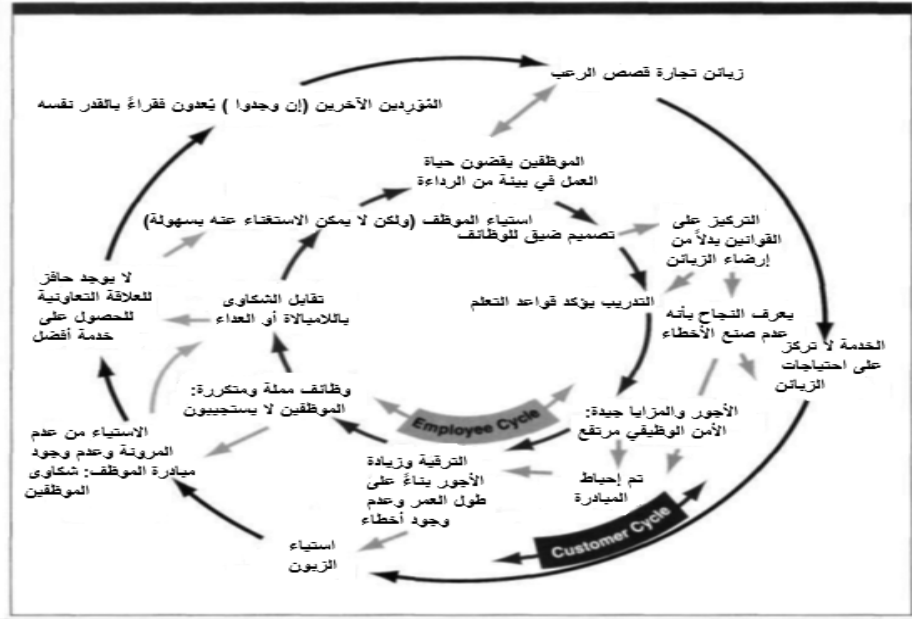 زبائن تجارة قصص الرعب
المُوّرِدين الآخرين (إن وجدوا ) يّعدون فقراءً بالقدر نفسه
الموظفين يقضون حياة
العمل في بيئة من الرداءة
استياء الموظف (ولكن لا يمكن الاستغناء عنه بسهولة)
تصميم ضيق للوظائف
التركيز على
القوانين بدلاً من
إرضاء الزبائن
لا يوجد حافز
للعلاقة التعاونية
للحصول على
خدمة أفضل
تقابل الشكاوى
باللامبالاة أو العداء
التدريب يؤكد قواعد التعلم
يعرف النجاح بأنه
عدم صنع الأخطاء
الخدمة لا تركز
على احتياجات
الزبائن
وظائف مملة ومتكررة:
الموظفين لا يستجيبون
Employee Cycle
الأجور والمزايا جيدة:
الأمن الوظيفي مرتفع
الاستياء من عدم
المرونة وعدم وجود
مبادرة الموظف: شكاوى
الموظفين
الترقية وزيادة
الأجور بناءً على
طول العمر وعدم
وجود أخطاء
تم إحباط
المبادرة
Customer Cycle
استياء
الزبون